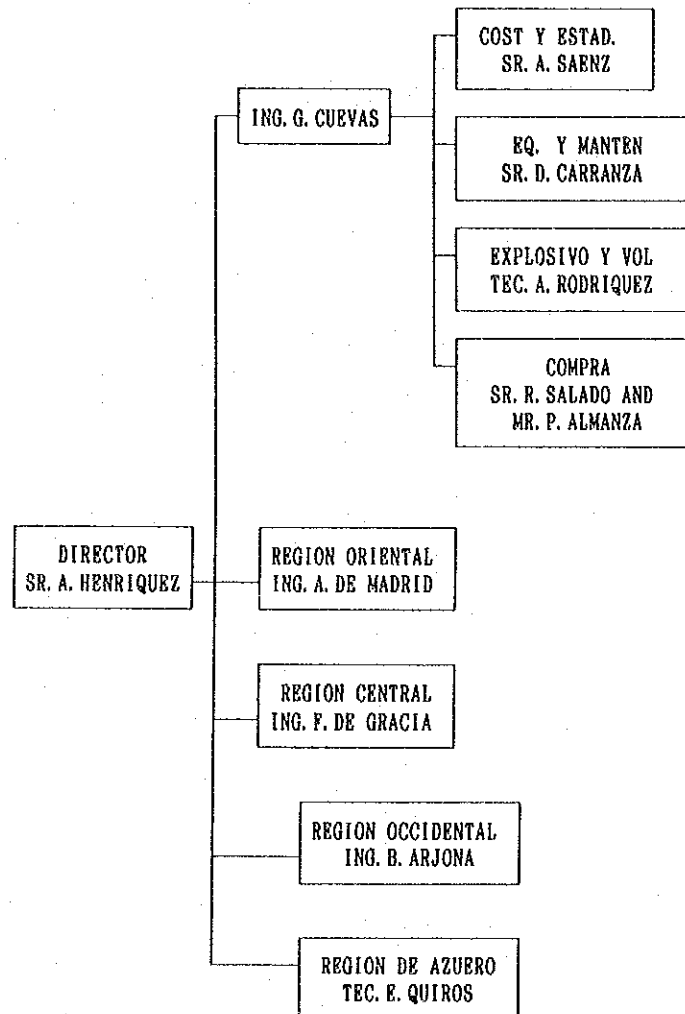 COST Y ESTAD.
SR. A. SAENZ
ING. G. CUEVAS
EQ. Y MANTEN
SR. D. CARRANZA
EXPLOSIVO Y VOL
TEC. A. RODRIQUEZ
COMPRA
SR. R. SALADO AND
MR. P. ALMANZA
DIRECTOR
SR. A. HENRIQUEZ
REGION ORIENTAL
ING. A. DE MADRID
REGION CENTRAL
ING. F. DE GRACIA
REGION OCCIDENTAL
ING. B. ARJONA
REGION DE AZUERO
TEC. E. QUIROS